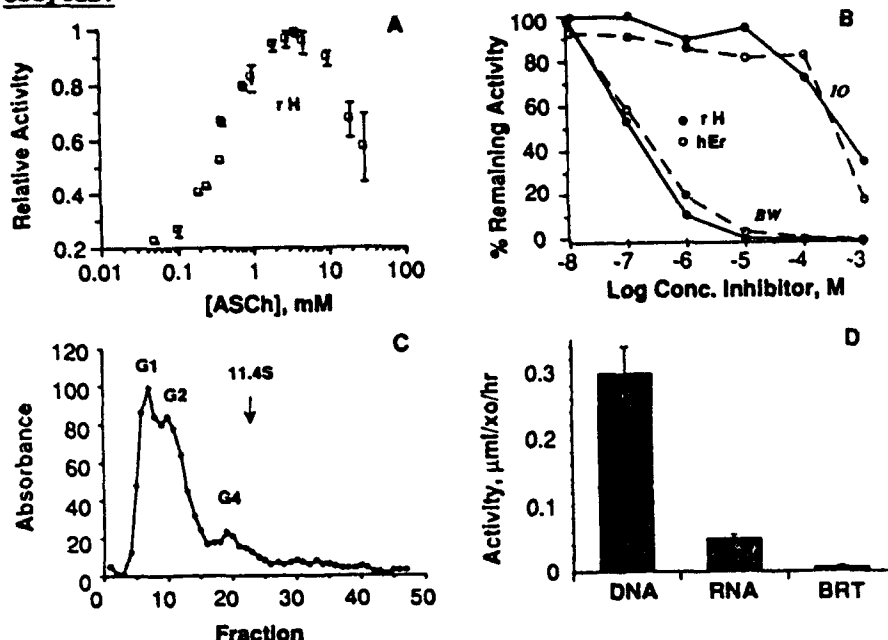 A
Relative Activity
1
0.8
0.6
0.4
0.2
rH
0.01 0.1 1 10 100
[ASCh], mM
B
% Remaining Activity
100
80
60
40
20
0
rH
hEr
IO
BW
-8 -7 -6 -5 -4 -3
Log Conc. Inhibitor, M
C
Absorbance
120
100
80
60
40
20
0
G1
G2
11.4S
G4
0 10 20 30 40 50
Fraction
D
Activity, µml/xo/hr
0.3
0.2
0.1
0
DNA RNA BRT